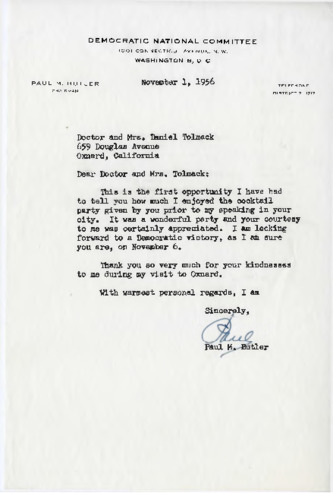 DEMOCRATIC NATIONAL COMMITTEE
1001 CONNECTICUT AVENUE, N.W.
WASHINGTON 6, D C
PAUL M. BUTLER
CHAIRMAN
November 1, 1956
TELEPHONE
Doctor and Mrs. Daniel Tolmack
659 Douglas Avenue
Oxnard, California
Dear Doctor and Mrs. Tolmack:
This is the first opportunity I have had
to tell you how much I enjoyed the cocktail
party given by you prior to my speaking in your
city. It was a wonderful party and your courtesy
to me was certainly appreciated. I am looking
forward to a Democratic victory, as I am sure
you are, on November 6.
Thank you so very much for your kindnesses
to me during my visit to Oxnard.
With warmest personal regards, I am
Sincerely,
Paul
Paul M. Butler